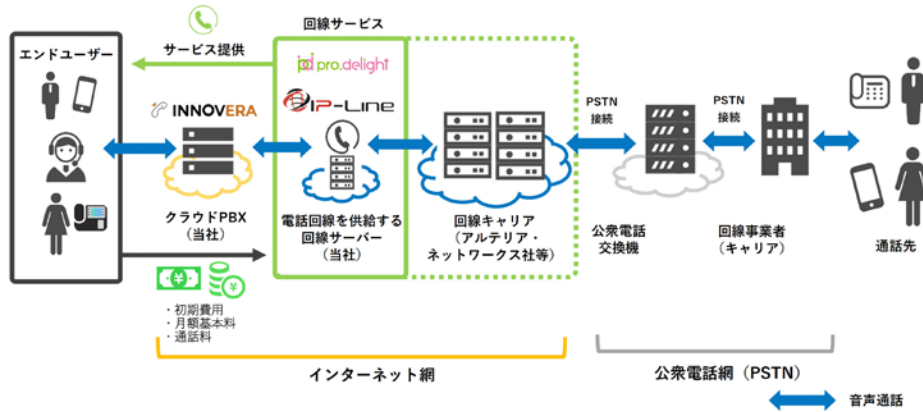 回線サービス
エンドユーザー
サービス提供
pro.delight
INNOVERA
IP-Line
PSTN
接続
PSTN
接続
クラウドPBX
(当社)
電話回線を供給する
回線サーバー
(当社)
回線キャリア
(アルテリア・
ネットワークス社等)
公衆電話
交換機
回線事業者
(キャリア)
通話先
・初期費用
・月額基本料
・通話料
インターネット網
公衆電話網(PSTN)
音声通話